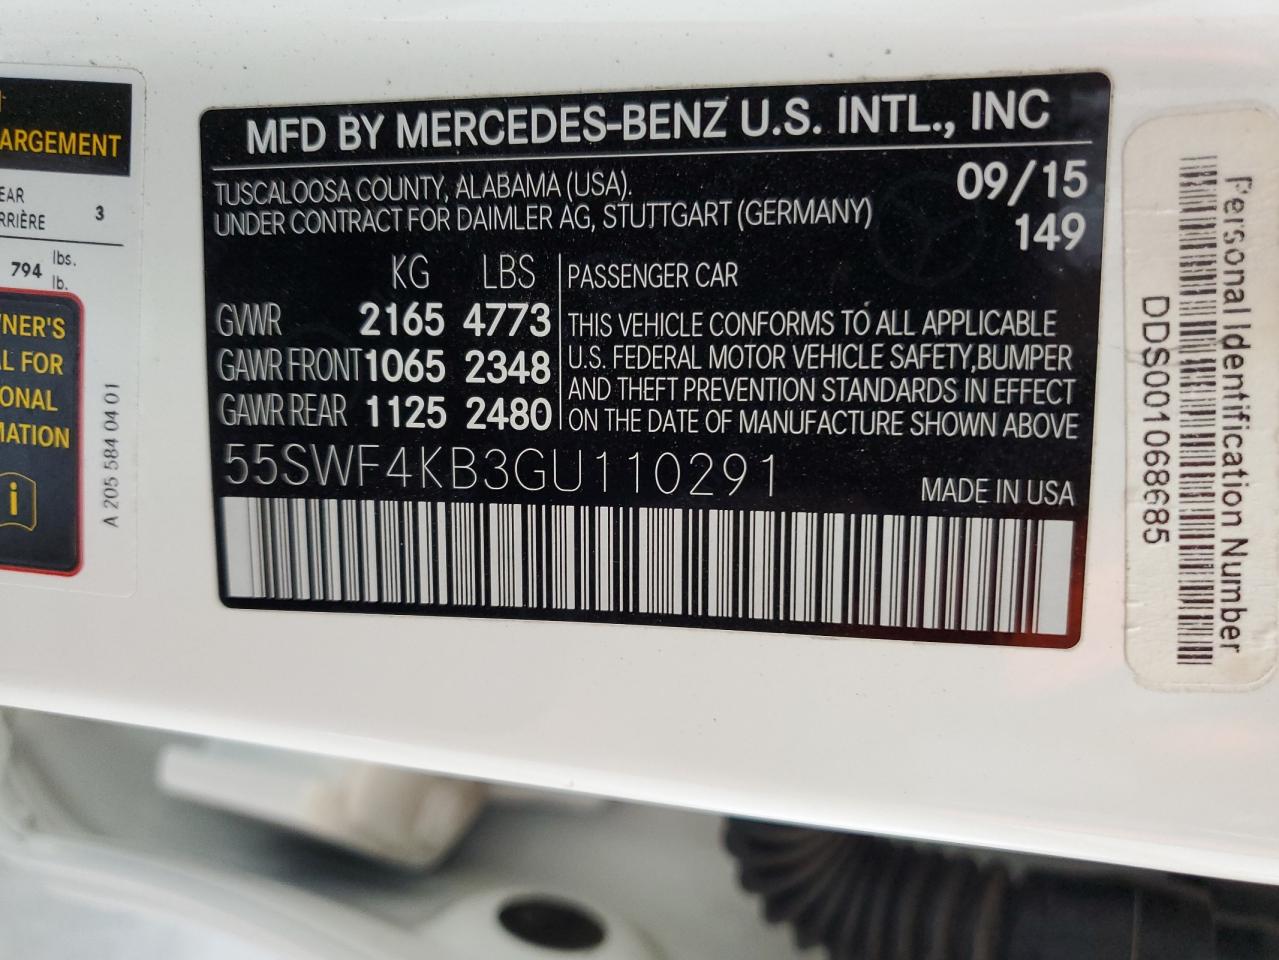 ARGEMENT
EAR
RRIÈRE 3
794 lbs.
lb.
NER'S
L FOR
ONAL
MATION
i
A 205 584 04 01
MFD BY MERCEDES-BENZ U.S. INTL., INC
TUSCALOOSA COUNTY, ALABAMA (USA). 09/15
UNDER CONTRACT FOR DAIMLER AG, STUTTGART (GERMANY) 149
KG LBS
GVWR 2165 4773
GAWR FRONT 1065 2348
GAWR REAR 1125 2480
PASSENGER CAR
THIS VEHICLE CONFORMS TO ALL APPLICABLE
U.S. FEDERAL MOTOR VEHICLE SAFETY, BUMPER
AND THEFT PREVENTION STANDARDS IN EFFECT
ON THE DATE OF MANUFACTURE SHOWN ABOVE
55SWF4KB3GU110291
MADE IN USA
Personal Identification Number
DDS001068685